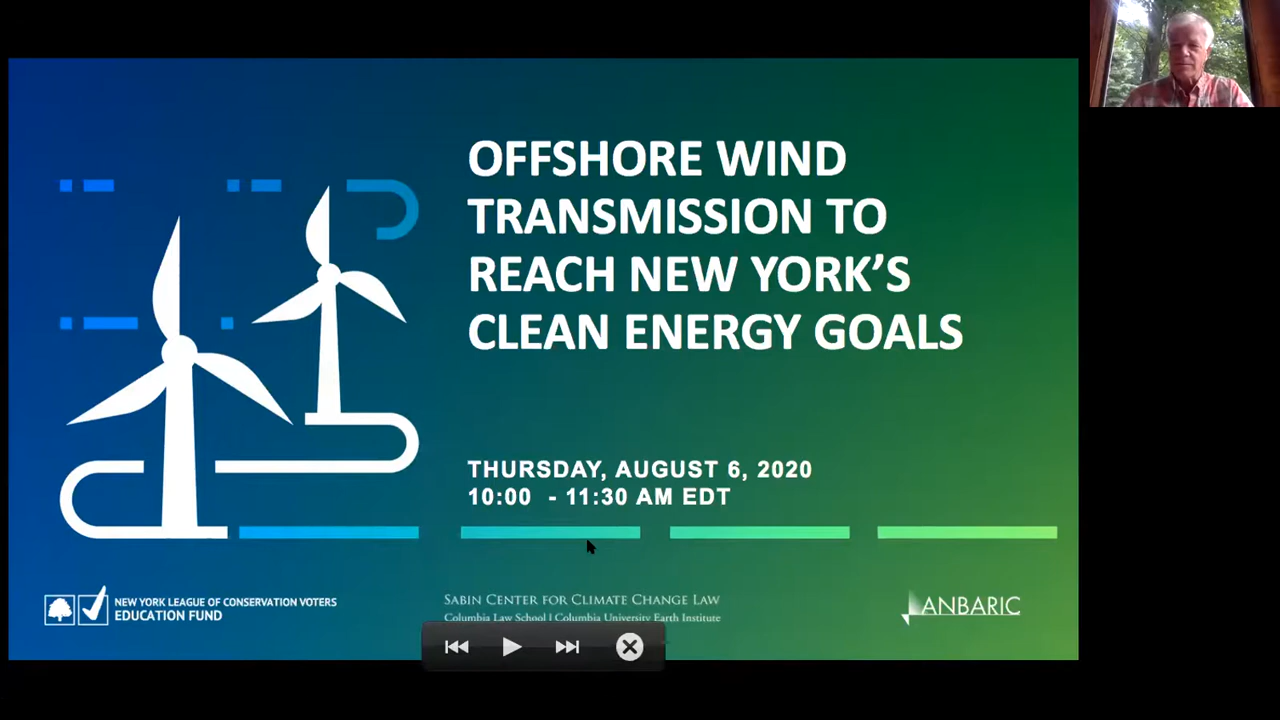 OFFSHORE WIND
TRANSMISSION TO
REACH NEW YORK’S
CLEAN ENERGY GOALS
THURSDAY, AUGUST 6, 2020
10:00 - 11:30 AM EDT
NEW YORK LEAGUE OF CONSERVATION VOTERS
EDUCATION FUND
SABIN CENTER FOR CLIMATE CHANGE LAW
Columbia Law School | Columbia University Earth Institute
ANBARIC